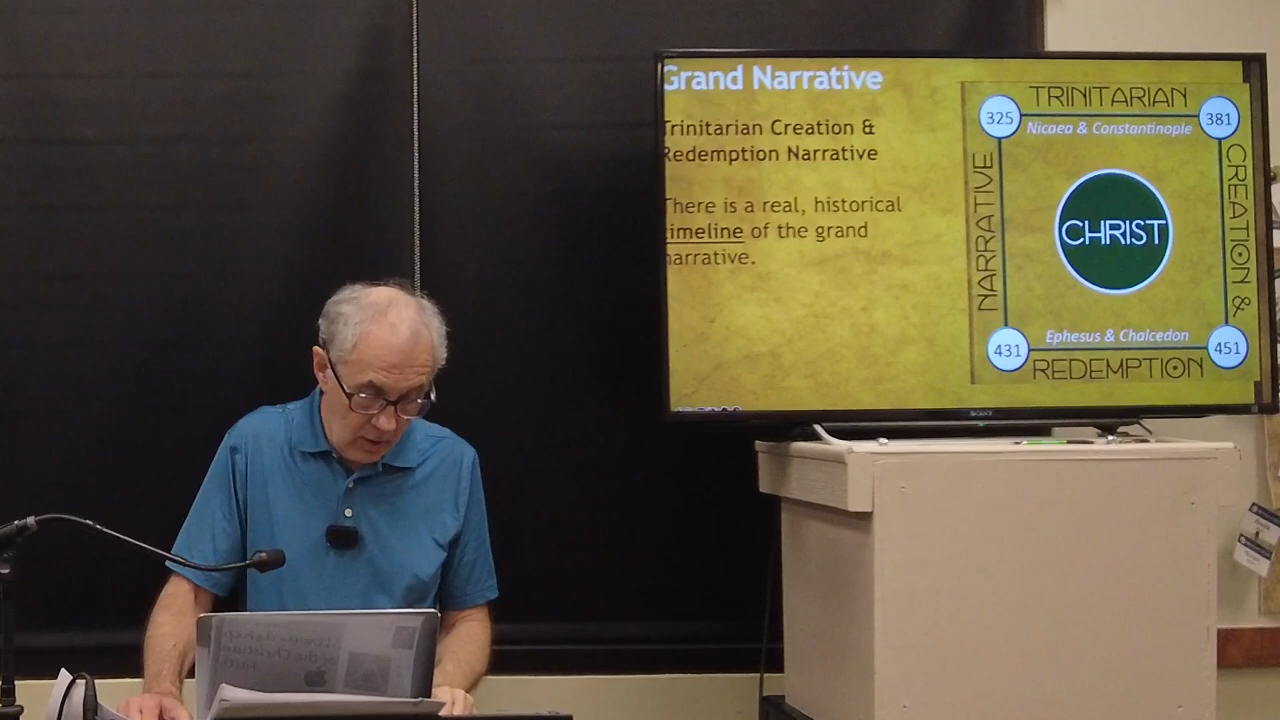 Grand Narrative
Trinitarian Creation &
Redemption Narrative
There is a real, historical
timeline of the grand
narrative.
TRINITARIAN
325
381
Nicaea & Constantinople
NARRATIVE
CHRIST
CREATION &
Ephesus & Chalcedon
431
451
REDEMPTION
SONY